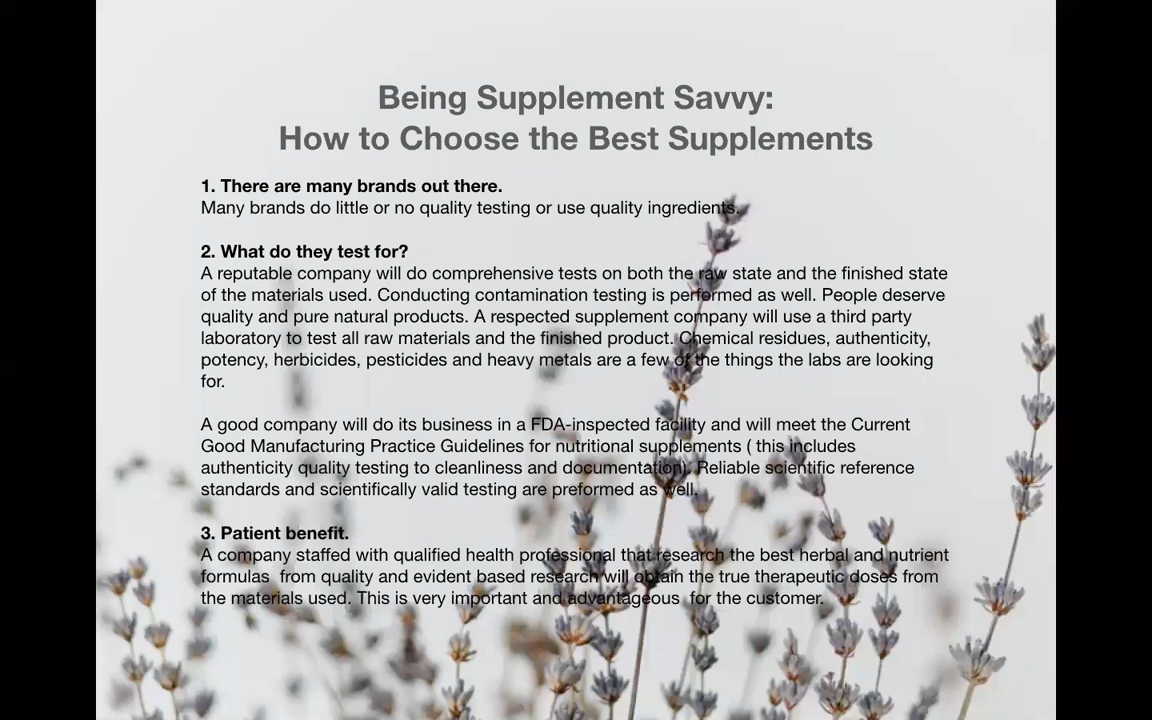 Being Supplement Savvy:
How to Choose the Best Supplements
1. There are many brands out there.
Many brands do little or no quality testing or use quality ingredients.
2. What do they test for?
A reputable company will do comprehensive tests on both the raw state and the finished state
of the materials used. Conducting contamination testing is performed as well. People deserve
quality and pure natural products. A respected supplement company will use a third party
laboratory to test all raw materials and the finished product. Chemical residues, authenticity,
potency, herbicides, pesticides and heavy metals are a few of the things the labs are looking
for.
A good company will do its business in a FDA-inspected facility and will meet the Current
Good Manufacturing Practice Guidelines for nutritional supplements ( this includes
authenticity quality testing to cleanliness and documentation). Reliable scientific reference
standards and scientifically valid testing are preformed as well.
3. Patient benefit.
A company staffed with qualified health professional that research the best herbal and nutrient
formulas  from quality and evident based research will obtain the true therapeutic doses from
the materials used. This is very important and advantageous  for the customer.